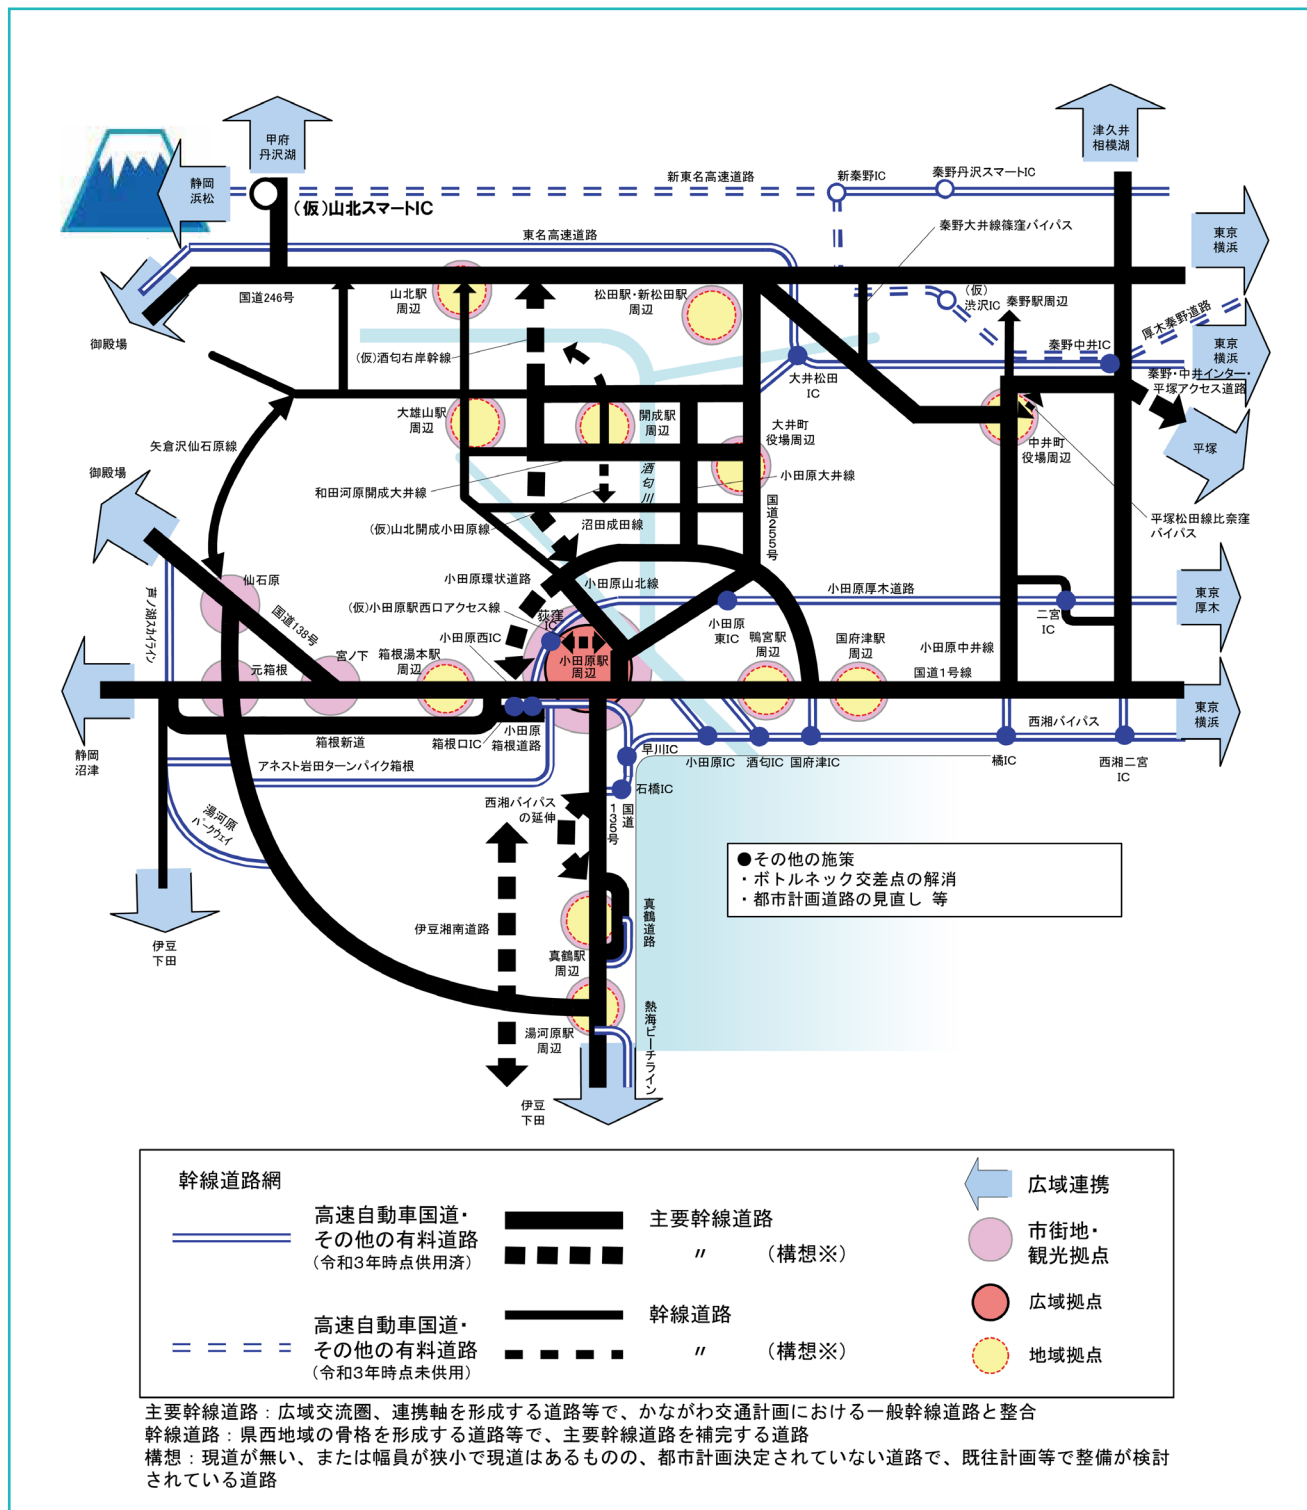 甲府
丹沢湖
津久井
相模湖
静岡
浜松
新東名高速道路
新秦野IC
秦野丹沢スマートIC
(仮)山北スマートIC
東名高速道路
秦野大井線篠窪バイパス
東京
横浜
国道246号
山北駅
周辺
松田駅・新松田駅
周辺
(仮)
渋沢IC
秦野駅周辺
厚木秦野道路
御殿場
(仮)酒匂右岸幹線
大井松田
IC
秦野中井IC
東京
横浜
秦野・中井インター・
平塚アクセス道路
大雄山駅
周辺
開成駅
周辺
大井町
役場周辺
中井町
役場周辺
平塚
矢倉沢仙石原線
御殿場
和田河原開成大井線
酒匂川
小田原大井線
(仮)山北開成小田原線
沼田成田線
国道255号
平塚松田線比奈窪
バイパス
仙石原
小田原環状道路
小田原山北線
小田原厚木道路
芦ノ湖スカイライン
国道138号
(仮)小田原駅西口アクセス線
荻窪
IC
小田原
東IC
二宮
IC
東京
厚木
小田原西IC
小田原駅
周辺
鴨宮駅
周辺
国府津駅
周辺
小田原中井線
国道1号線
元箱根
宮ノ下
箱根湯本駅
周辺
静岡
沼津
箱根新道
箱根口IC
小田原
箱根道路
早川IC
小田原IC
酒匂IC
国府津IC
西湘バイパス
橘IC
西湘二宮
IC
東京
横浜
アネスト岩田ターンパイク箱根
石橋IC
湯河原
パークウェイ
西湘バイパス
の延伸
国道
135号
●その他の施策
・ボトルネック交差点の解消
・都市計画道路の見直し 等
伊豆
下田
伊豆湘南道路
真鶴駅
周辺
真鶴道路
湯河原駅
周辺
熱海ビーチライン
伊豆
下田
幹線道路網
高速自動車国道・
その他の有料道路
(令和3年時点供用済)
主要幹線道路
〃 (構想※)
広域連携
市街地・
観光拠点
高速自動車国道・
その他の有料道路
(令和3年時点未供用)
幹線道路
〃 (構想※)
広域拠点
地域拠点
主要幹線道路：広域交流圏、連携軸を形成する道路等で、かながわ交通計画における一般幹線道路と整合
幹線道路：県西地域の骨格を形成する道路等で、主要幹線道路を補完する道路
構想：現道が無い、または幅員が狭小で現道はあるものの、都市計画決定されていない道路で、既往計画等で整備が検討
されている道路